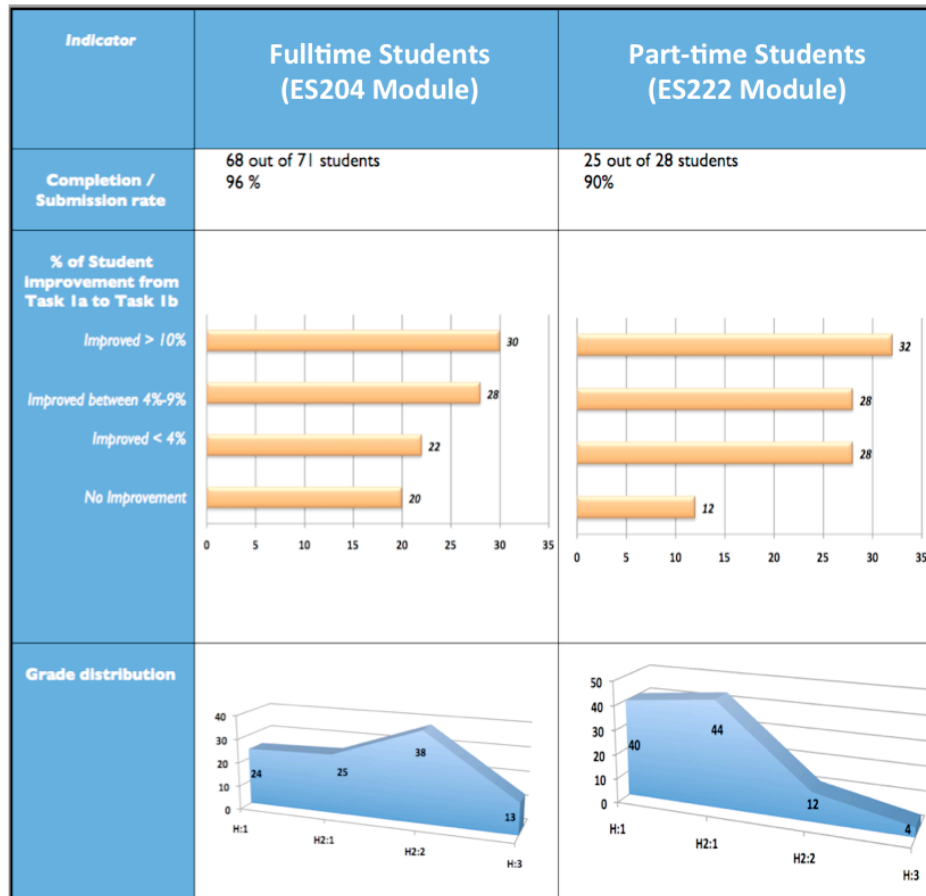 Indicator
Fulltime Students
(ES204 Module)
Part-time Students
(ES222 Module)
Completion /
Submission rate
68 out of 71 students
96 %
25 out of 28 students
90%
% of Student
improvement from
Task 1a to Task 1b
Improved > 10%
Improved between 4%-9%
Improved < 4%
No Improvement
30
28
22
20
0 5 10 15 20 25 30 35
32
28
28
12
0 5 10 15 20 25 30 35
Grade distribution
40
30
20
10
0
24
25
38
13
H:1
H2:1
H2:2
H:3
50
40
30
20
10
0
40
44
12
4
H:1
H2:1
H2:2
H:3